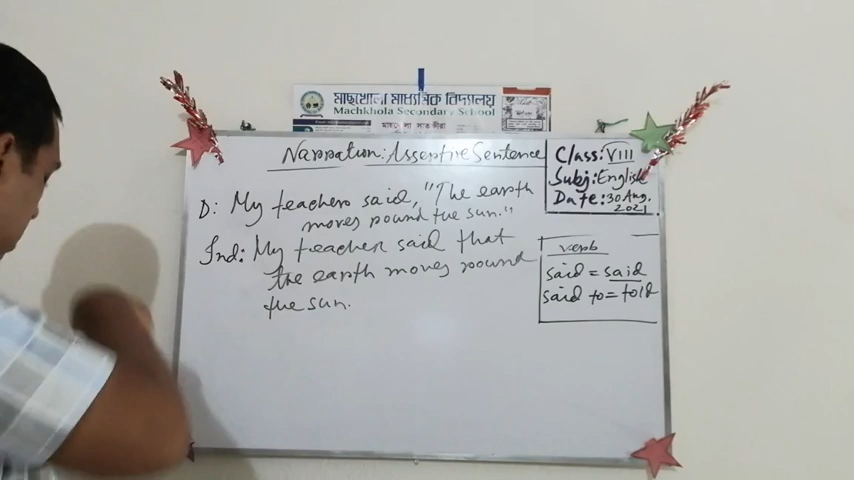 মাছখোলা মাধ্যমিক বিদ্যালয়
Machkhola Secondary School
Narration: Assertive Sentence
Class: VIII
Subj: English
Date: 30 Aug. 2021
D: My teacher said, "The earth
moves round the sun."
Ind: My teacher said that
the earth moves round
the sun.
verb
said = said
said to = told